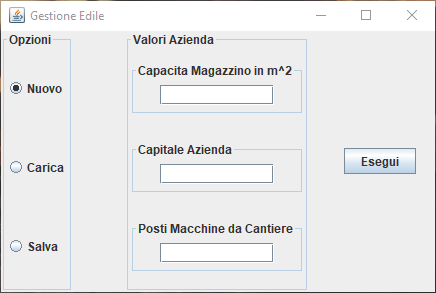 Gestione Edile
Opzioni
Nuovo
Carica
Salva
Valori Azienda
Capacita Magazzino in m^2
Capitale Azienda
Posti Macchine da Cantiere
Esegui